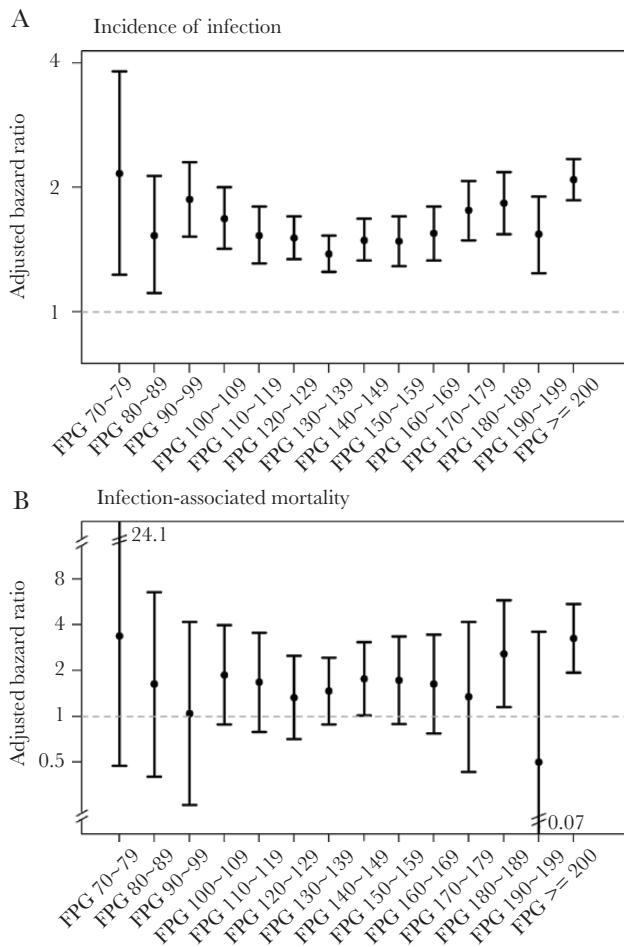 A
Incidence of infection
Adjusted bazard ratio
4
2
1
FPG 70~79
FPG 80~89
FPG 90~99
FPG 100~109
FPG 110~119
FPG 120~129
FPG 130~139
FPG 140~149
FPG 150~159
FPG 160~169
FPG 170~179
FPG 180~189
FPG 190~199
FPG >= 200
B
Infection-associated mortality
Adjusted bazard ratio
24.1
8
4
2
1
0.5
0.07
FPG 70~79
FPG 80~89
FPG 90~99
FPG 100~109
FPG 110~119
FPG 120~129
FPG 130~139
FPG 140~149
FPG 150~159
FPG 160~169
FPG 170~179
FPG 180~189
FPG 190~199
FPG >= 200